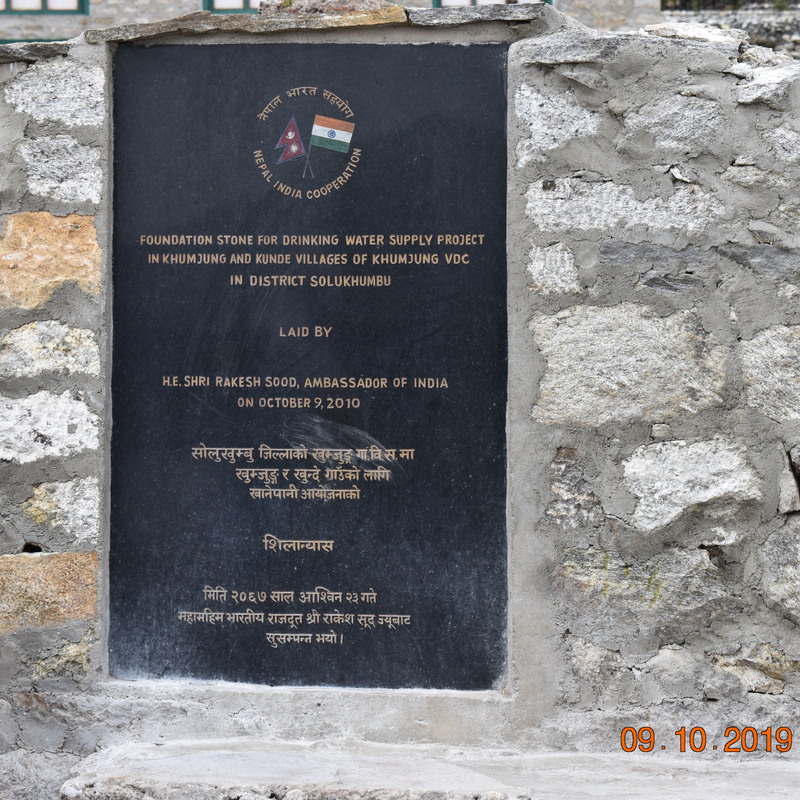 नेपाल भारत सहयोग
NEPAL INDIA COOPERATION
FOUNDATION STONE FOR DRINKING WATER SUPPLY PROJECT
IN KHUMJUNG AND KUNDE VILLAGES OF KHUMJUNG VDC
IN DISTRICT SOLUKHUMBU
LAID BY
H.E. SHRI RAKESH SOOD, AMBASSADOR OF INDIA
ON OCTOBER 9, 2010
सोलुखुम्बु जिल्लाको खुम्जुङ्ग गा.वि.स.मा
खुम्जुङ्ग र खुन्दे गाउँको लागि
खानेपानी आयोजनाको
शिलान्यास
मिति २०६७ साल आश्विन २३ गते
महामहिम भारतीय राजदूत श्री राकेश सूद ज्यूबाट
सुसम्पन्न भयो।
09.10.2019